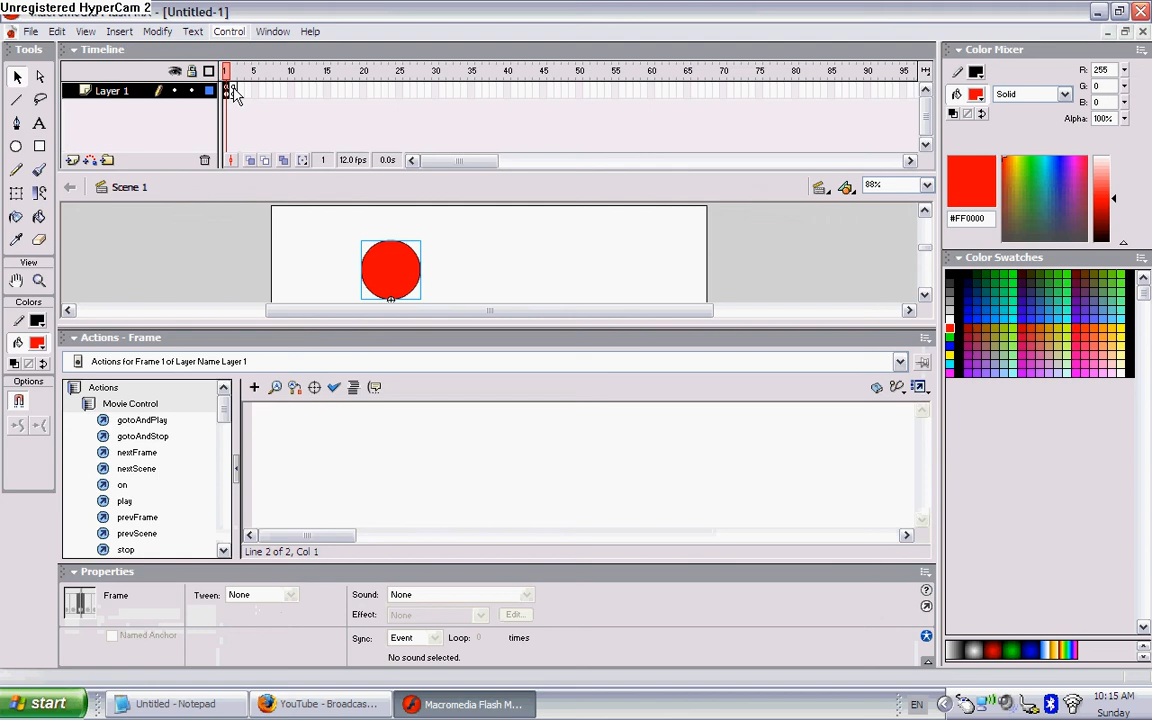 Unregistered HyperCam 2
Macromedia Flash MX - [Untitled-1]
File Edit View Insert Modify Text Control Window Help
Tools
Timeline
Color Mixer
1 5 10 15 20 25 30 35 40 45 50 55 60 65 70 75 80 85 90 95
Layer 1
R: 255
G: 0
B: 0
Solid
Alpha: 100%
1 12.0 fps 0.0s
Scene 1
88%
#FF0000
View
Color Swatches
Colors
Actions - Frame
Actions for Frame 1 of Layer Name Layer 1
Options
Actions
Movie Control
gotoAndPlay
gotoAndStop
nextFrame
nextScene
on
play
prevFrame
prevScene
stop
Line 2 of 2, Col 1
Properties
Frame
Tween: None
Sound: None
Effect: None
Edit...
Named Anchor
Sync: Event
Loop: 0 times
No sound selected.
start
Untitled - Notepad
YouTube - Broadcas...
Macromedia Flash M...
EN
10:15 AM
Sunday